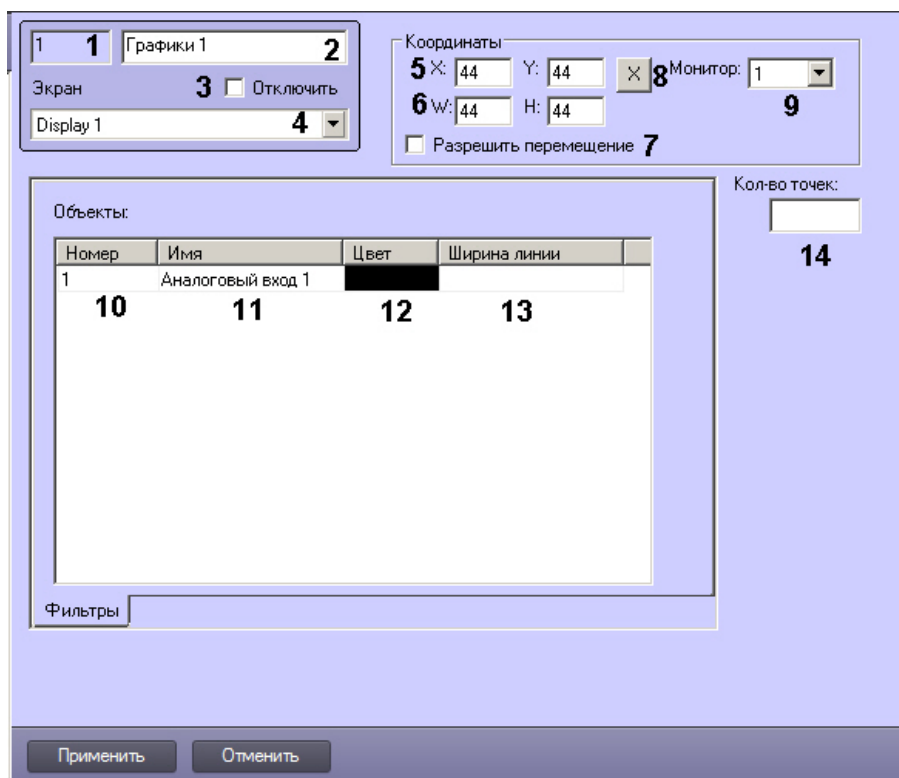 1 1 Графики 1 2
Экран 3 Отключить
Display 1 4
Координаты
5 X: 44 Y: 44 X 8 Монитор: 1
6 W: 44 H: 44 9
Разрешить перемещение 7
Кол-во точек:
14
Объекты:
Номер Имя Цвет Ширина линии
1 Аналоговый вход 1
10 11 12 13
Фильтры
Применить Отменить